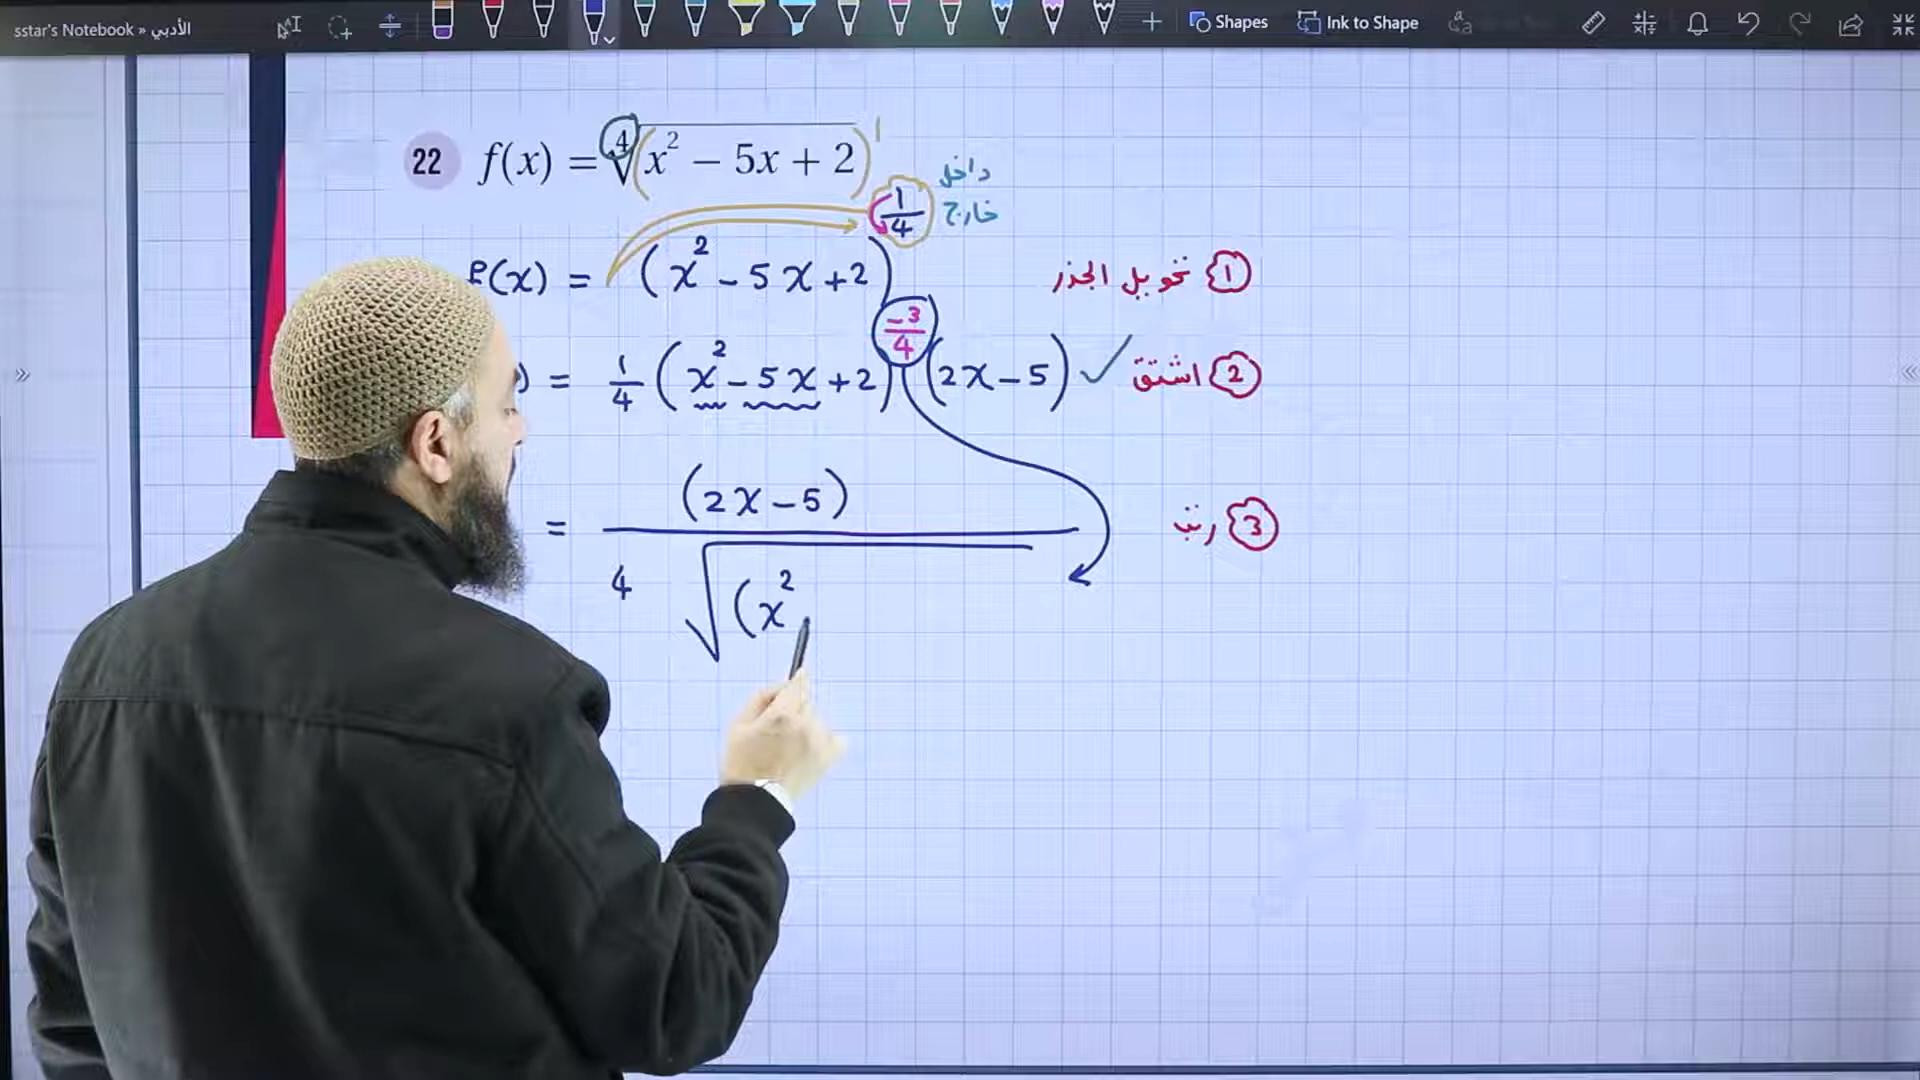 sstar's Notebook » الأدبي
Shapes
Ink to Shape
22 f(x) = ∜(x² − 5x + 2)¹
داخل
خارج
f(x) = (x² − 5x + 2)^(1/4)
① تحويل الجذر
) = 1/4 (x² − 5x + 2)^(−3/4) (2x − 5) ✓
② اشتق
= (2x − 5) / 4 √(x²
③ رتب